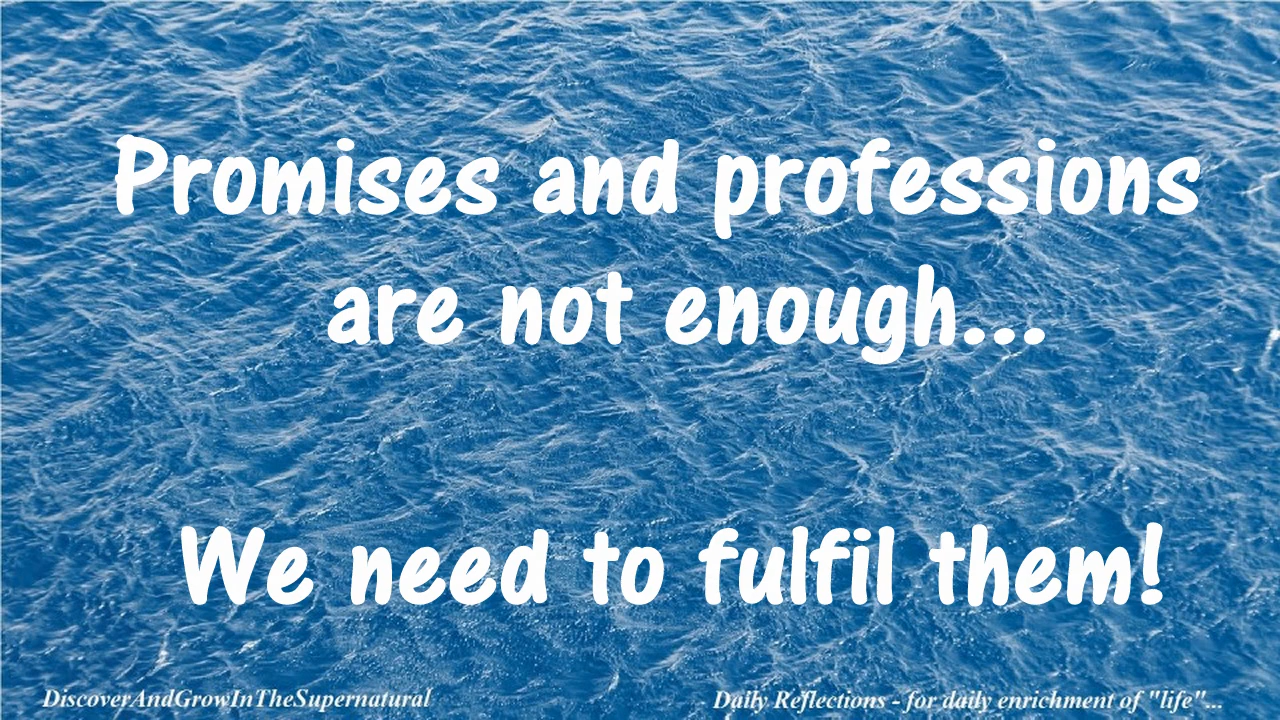 Promises and professions
are not enough...
We need to fulfil them!
DiscoverAndGrowInTheSupernatural
Daily Reflections - for daily enrichment of "life"...